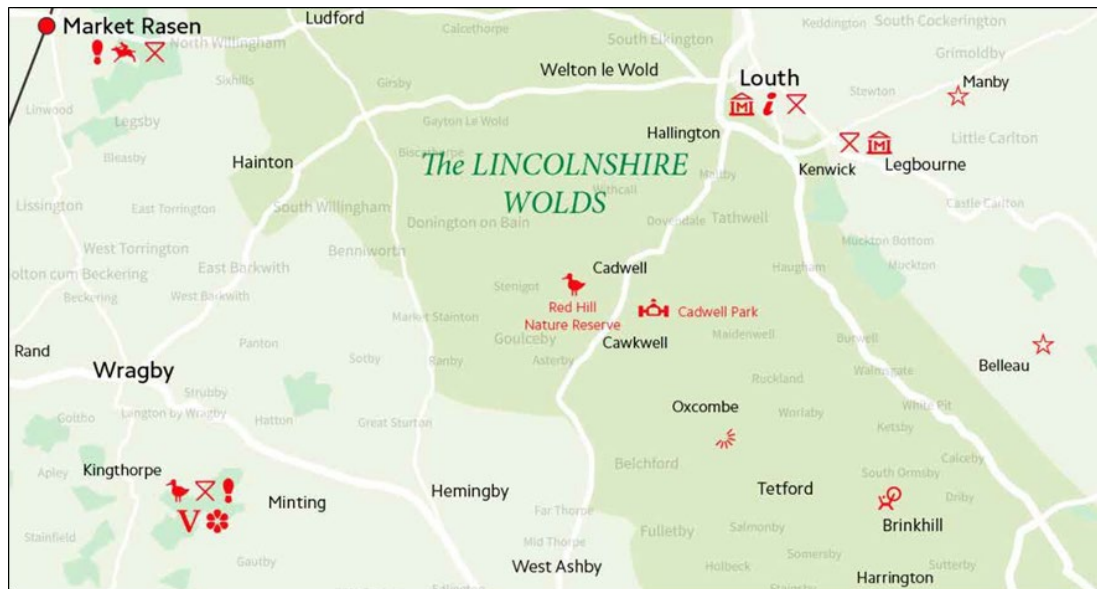 Ludford
Calcethorpe
Keddington
South Cockerington
Market Rasen
North Willingham
South Elkington
Grimoldby
Sixhills
Girsby
Welton le Wold
Louth
Manby
Linwood
Stewton
Legsby
Gayton Le Wold
Hallington
Little Carlton
Bleasby
Hainton
Biscathorpe
The LINCOLNSHIRE
WOLDS
Kenwick
Legbourne
Maltby
Withcall
Lissington
East Torrington
South Willingham
Donington on Bain
Dovendale
Tathwell
Castle Carlton
West Torrington
Benniworth
Muckton Bottom
Holton cum Beckering
East Barkwith
Cadwell
Haugham
Muckton
Beckering
West Barkwith
Stenigot
Red Hill
Nature Reserve
Cadwell Park
Market Stainton
Goulceby
Maidenwell
Burwell
Rand
Panton
Sotby
Ranby
Asterby
Cawkwell
Belleau
Wragby
Ruckland
Walmsgate
Strubby
Oxcombe
Worlaby
White Pit
Goltho
Langton by Wragby
Hatton
Great Sturton
Ketsby
Apley
Kingthorpe
Belchford
South Ormsby
Calceby
V
Minting
Hemingby
Tetford
Driby
Far Thorpe
Fulletby
Salmonby
Brinkhill
Stainfield
Mid Thorpe
Gautby
West Ashby
Holbeck
Somersby
Sutterby
Harrington